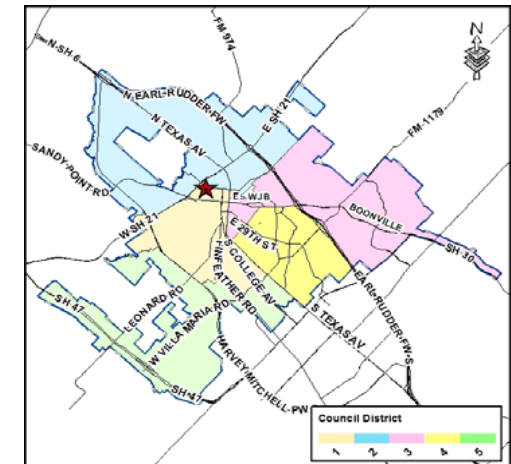 N
FM 974
N-SH-6
N-EARL-RUDDER-FW
E SH 21
N TEXAS AV
FM-1179
SANDY-POINT-RD
E-WJB
BOONVILLE
W-SH 21
E 29TH ST
SH-30
S COLLEGE AV
FINFEATHER RD
EARL-RUDDER-FW-S
LEONARD RD
W VILLA MARIA-RD
S TEXAS AV
SH-47
HARVEY-MITCHELL-PW
SH-47
Council District
1 2 3 4 5